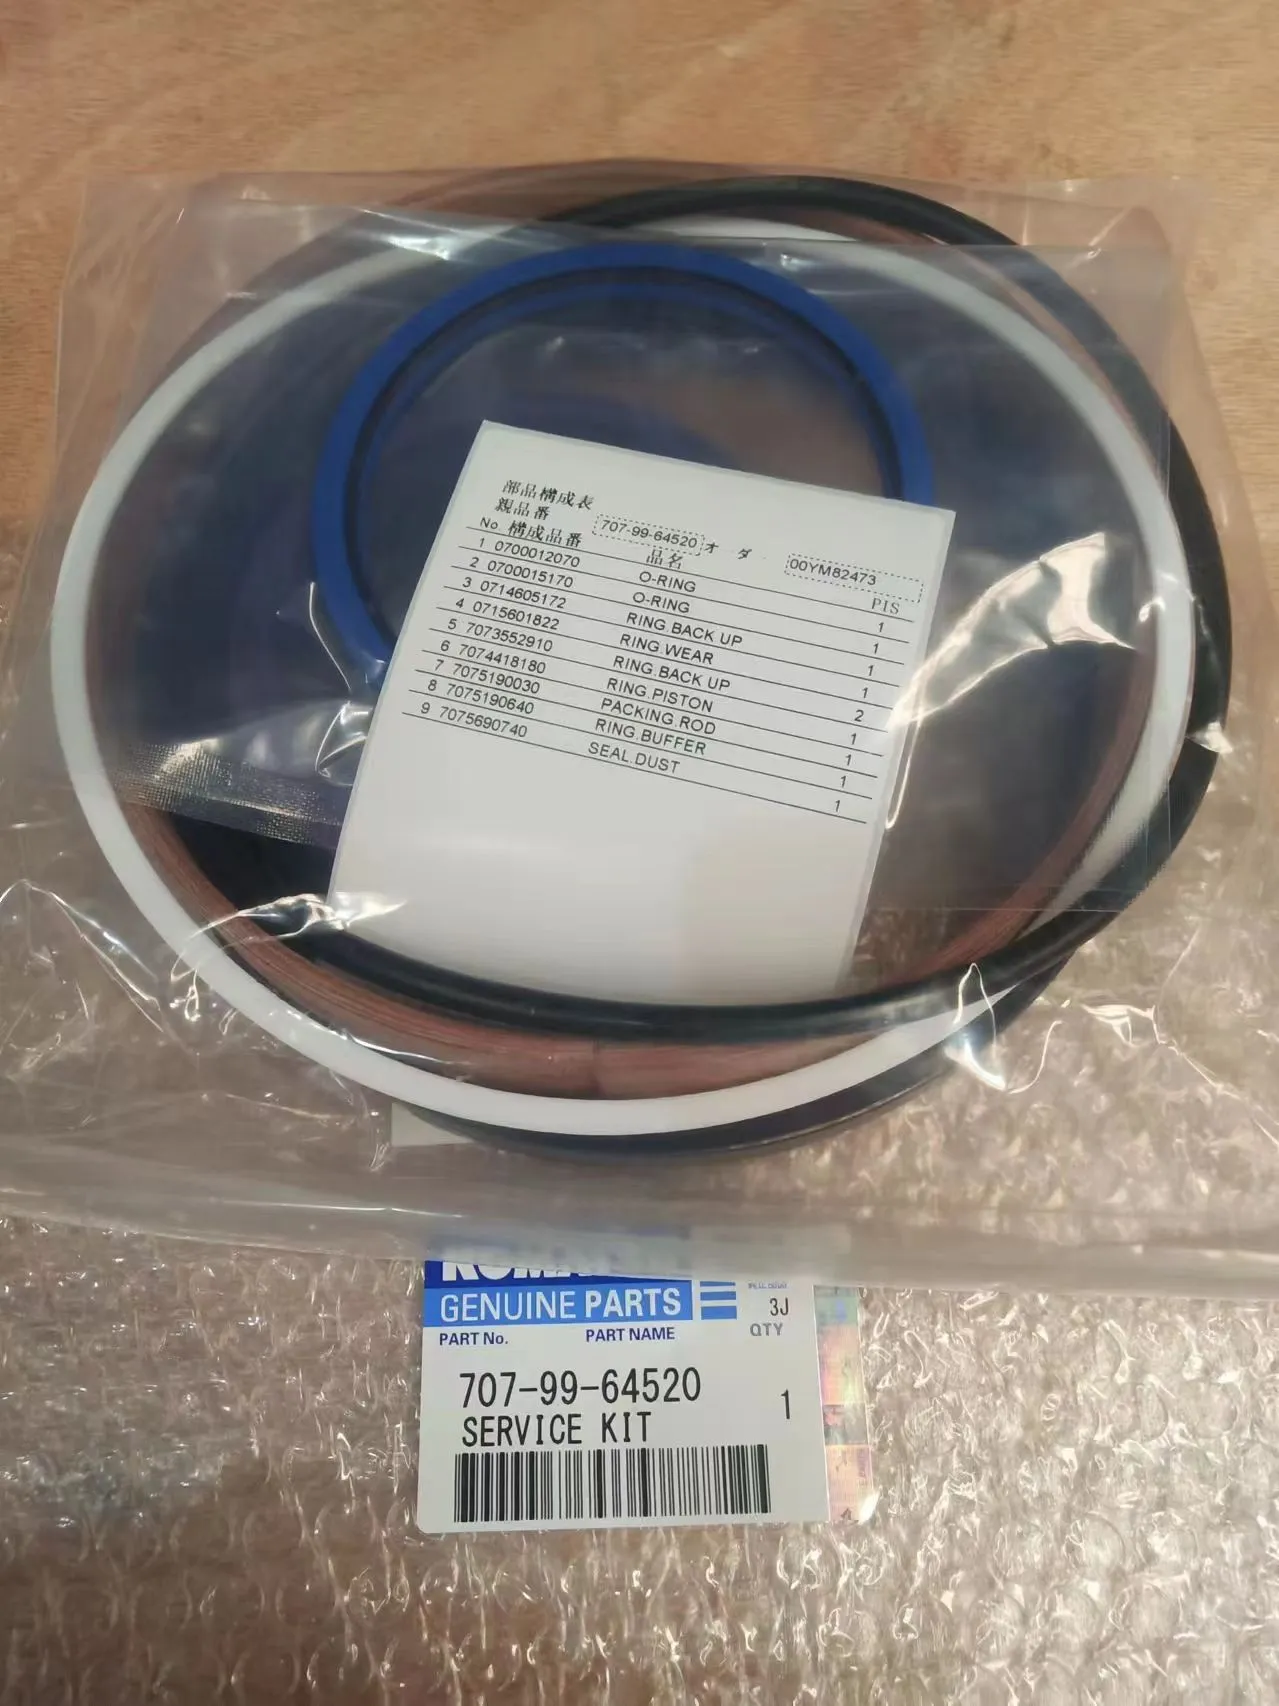 部品構成表
親品番 707-99-64520 オ ダ 00YM82473
No. 構成品番 品名 PIS
1 0700012070 O-RING 1
2 0700015170 O-RING 1
3 0714605172 RING.BACK UP 1
4 0715601822 RING.WEAR 1
5 7073552910 RING.BACK UP 2
6 7074418180 RING.PISTON 1
7 7075190030 PACKING.ROD 1
8 7075190640 RING.BUFFER 1
9 7075690740 SEAL.DUST 1
GENUINE PARTS
3J
PART No. PART NAME QTY
707-99-64520
SERVICE KIT 1